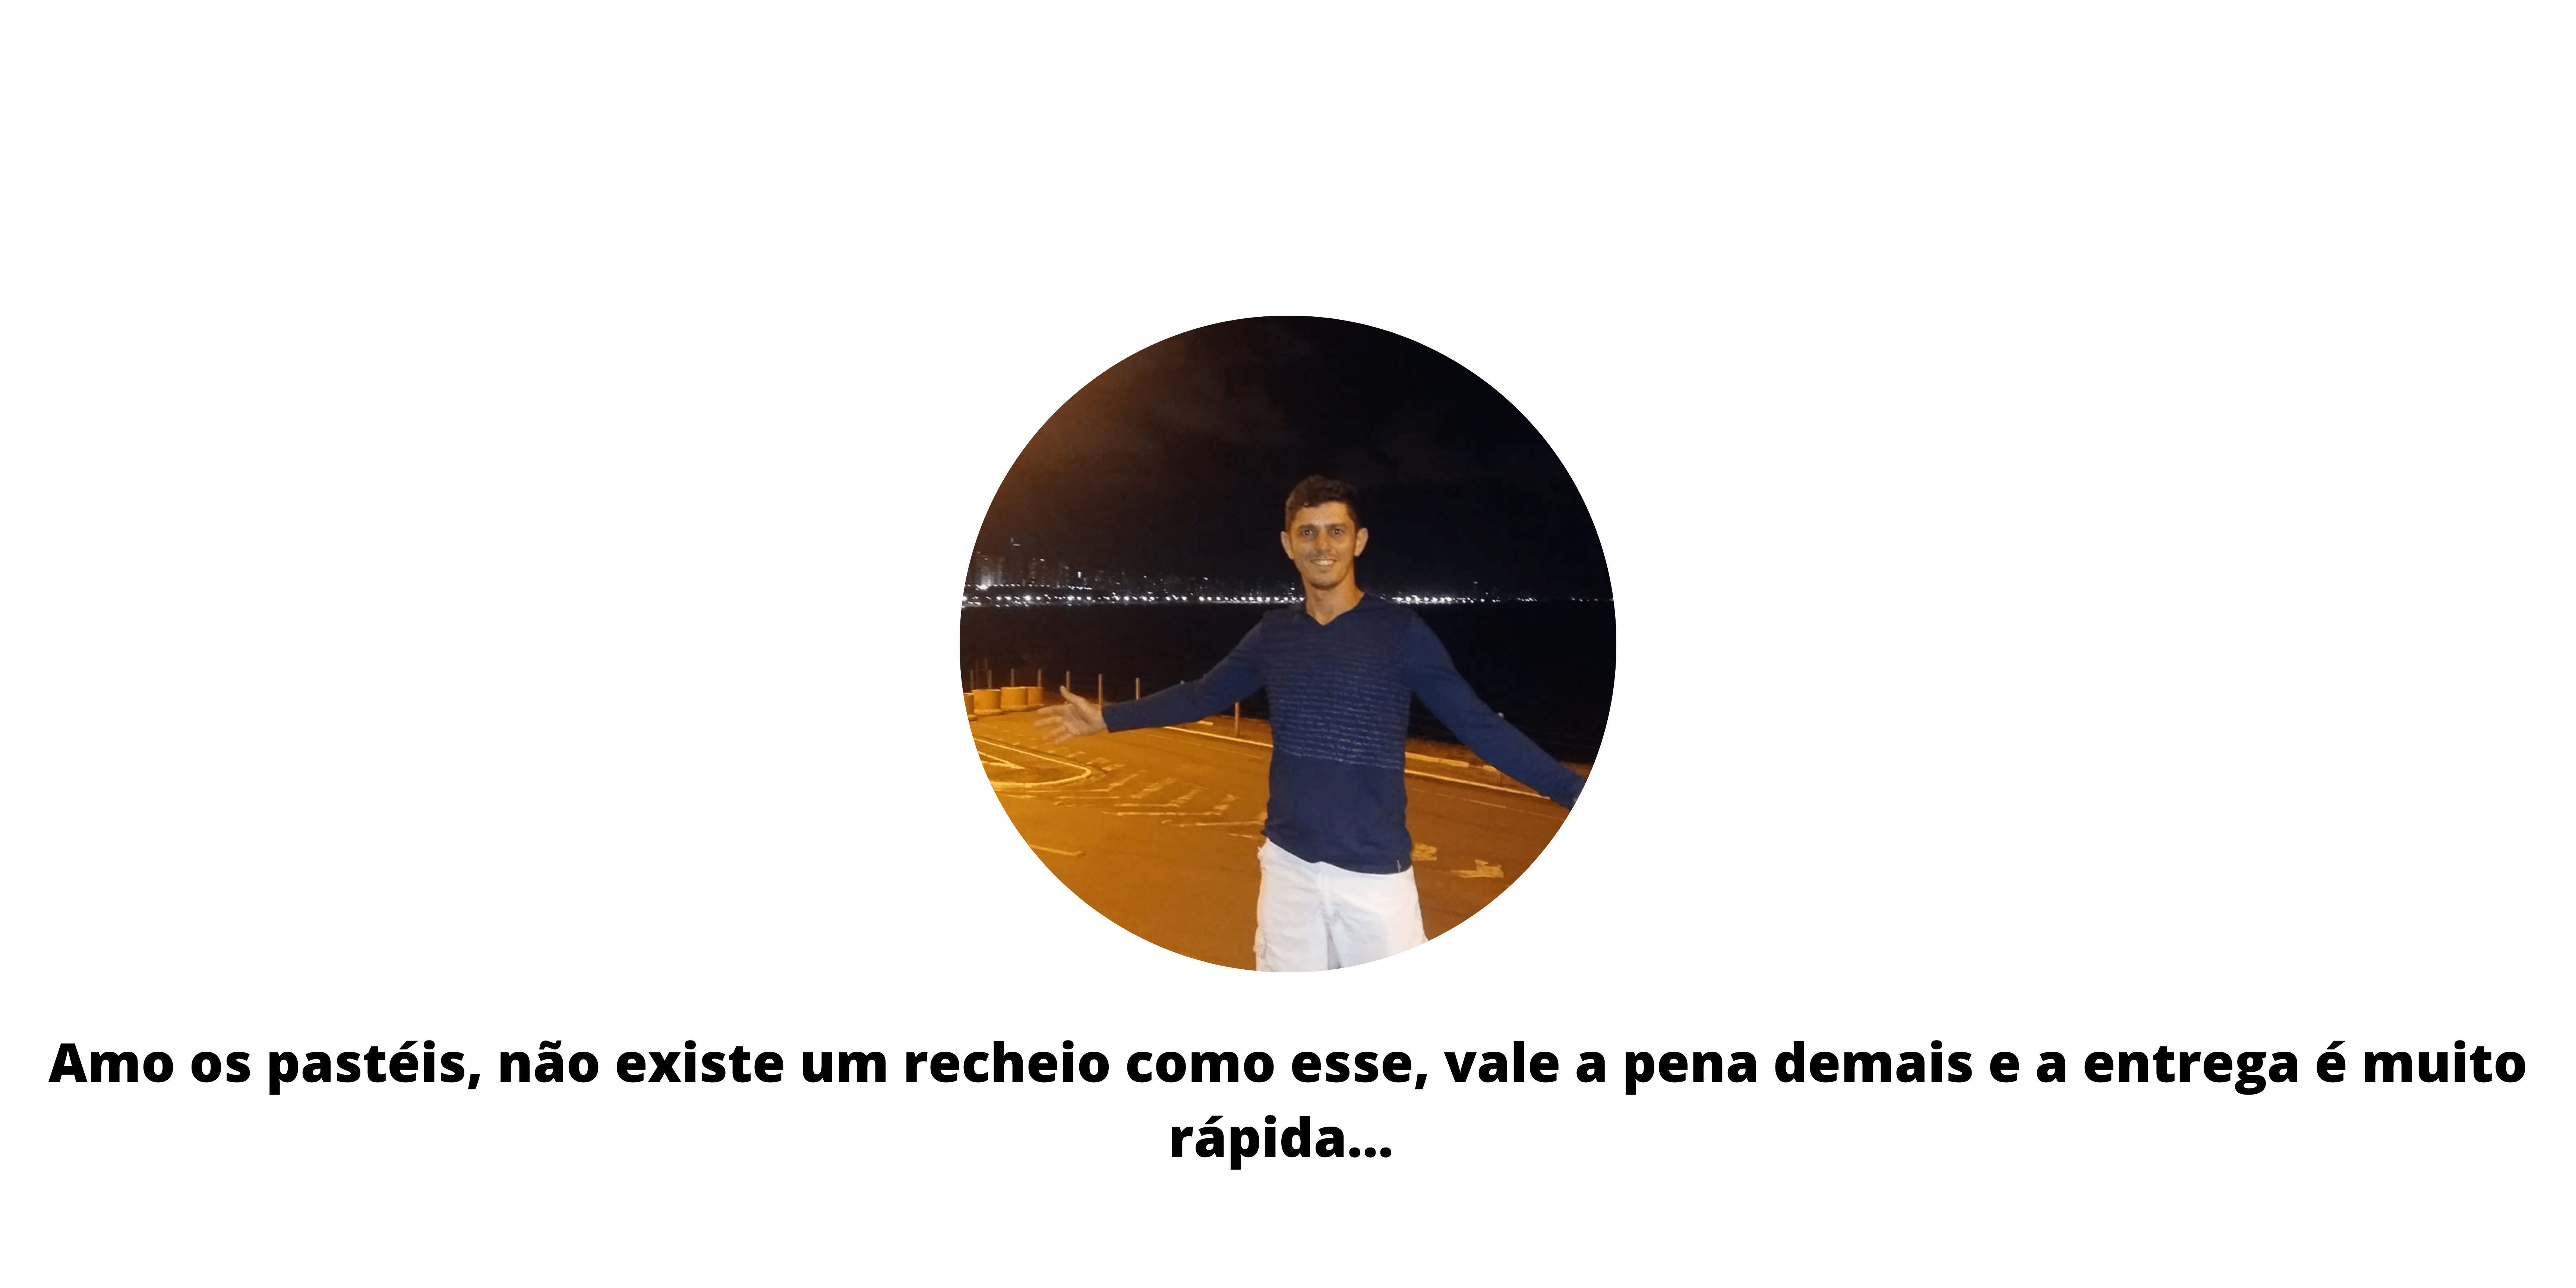 Amo os pastéis, não existe um recheio como esse, vale a pena demais e a entrega é muito
rápida...